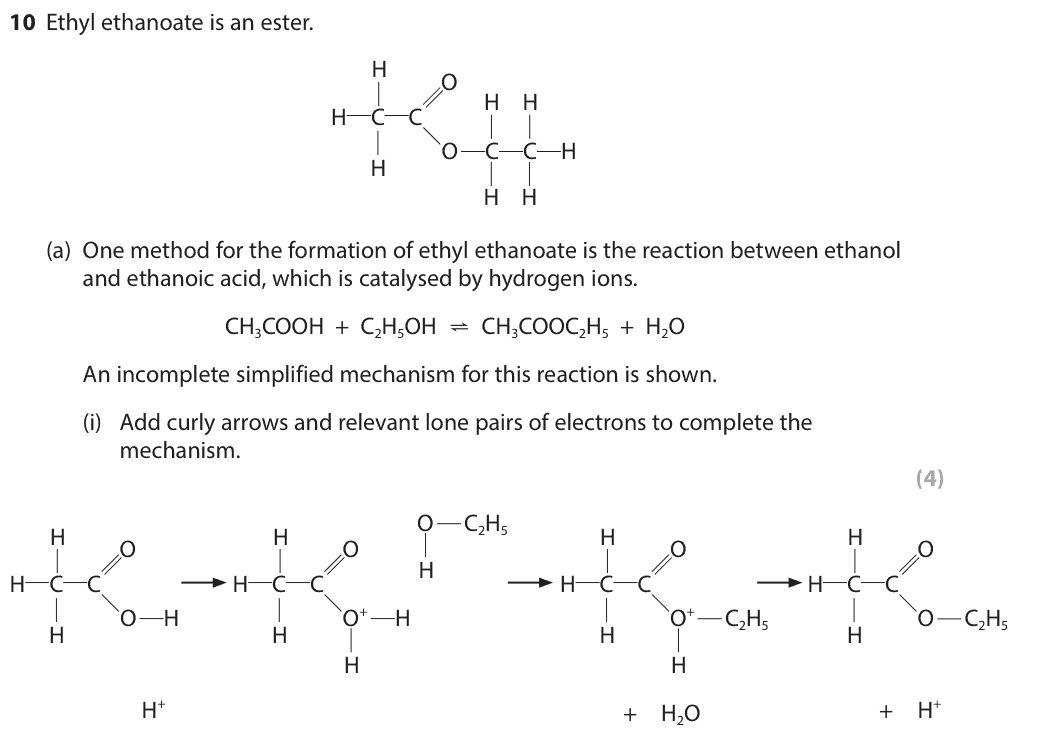 10 Ethyl ethanoate is an ester.
H
O
H H
H—C—C
O—C—C—H
H
H H
(a) One method for the formation of ethyl ethanoate is the reaction between ethanol
and ethanoic acid, which is catalysed by hydrogen ions.
CH₃COOH + C₂H₅OH ⇌ CH₃COOC₂H₅ + H₂O
An incomplete simplified mechanism for this reaction is shown.
(i) Add curly arrows and relevant lone pairs of electrons to complete the
mechanism.
(4)
O—C₂H₅
H H H H
O O O O
H
H—C—C → H—C—C → H—C—C → H—C—C
O—H O⁺—H O⁺—C₂H₅ O—C₂H₅
H H H H
H H
H⁺ + H₂O + H⁺